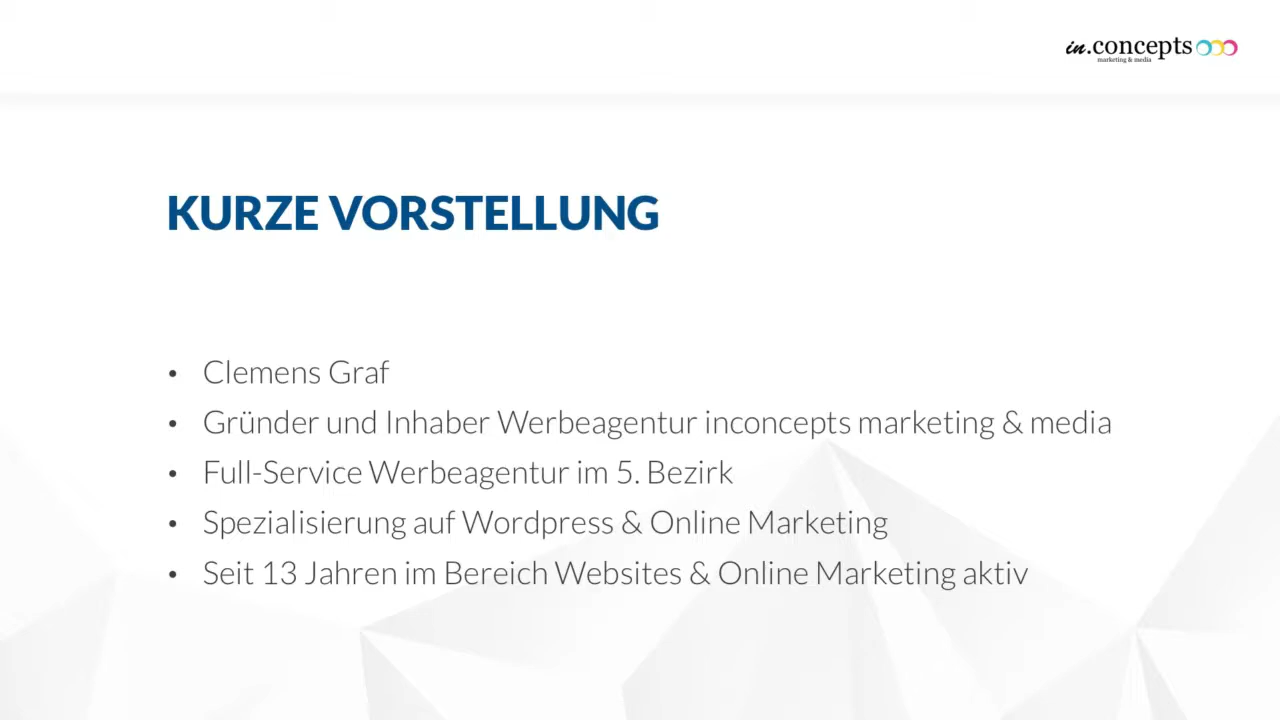 in.concepts
marketing & media
KURZE VORSTELLUNG
• Clemens Graf
• Gründer und Inhaber Werbeagentur inconcepts marketing & media
• Full-Service Werbeagentur im 5. Bezirk
• Spezialisierung auf Wordpress & Online Marketing
• Seit 13 Jahren im Bereich Websites & Online Marketing aktiv